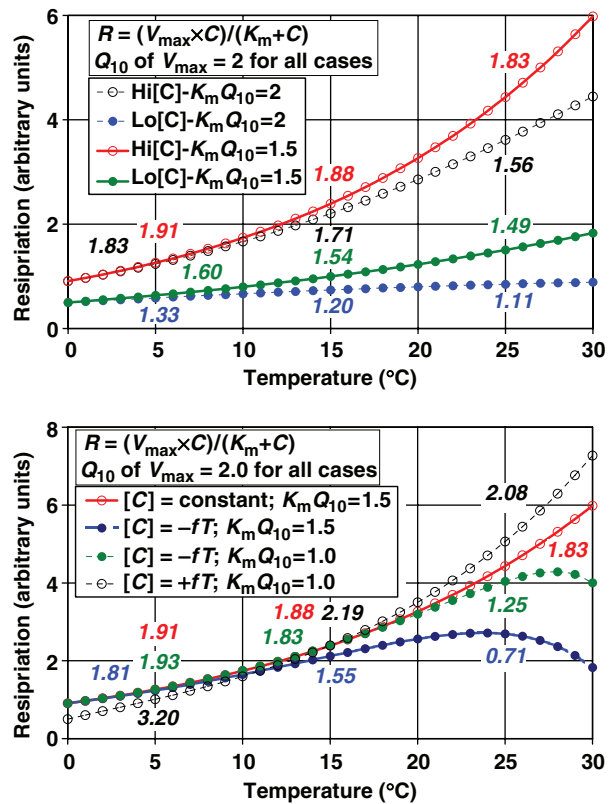 R = (Vmax×C)/(Km+C)
Q10 of Vmax = 2 for all cases
Hi[C]-KmQ10=2
Lo[C]-KmQ10=2
Hi[C]-KmQ10=1.5
Lo[C]-KmQ10=1.5
Resipriation (arbitrary units)
6
4
2
0
1.83
1.88
1.56
1.83
1.91
1.71
1.49
1.60
1.54
1.33
1.20
1.11
0 5 10 15 20 25 30
Temperature (°C)
R = (Vmax×C)/(Km+C)
Q10 of Vmax = 2.0 for all cases
[C] = constant; KmQ10=1.5
[C] = −fT; KmQ10=1.5
[C] = −fT; KmQ10=1.0
[C] = +fT; KmQ10=1.0
Resipriation (arbitrary units)
8
6
4
2
0
2.08
1.83
1.88
2.19
1.25
1.91
1.83
1.81
1.93
1.55
0.71
3.20
0 5 10 15 20 25 30
Temperature (°C)